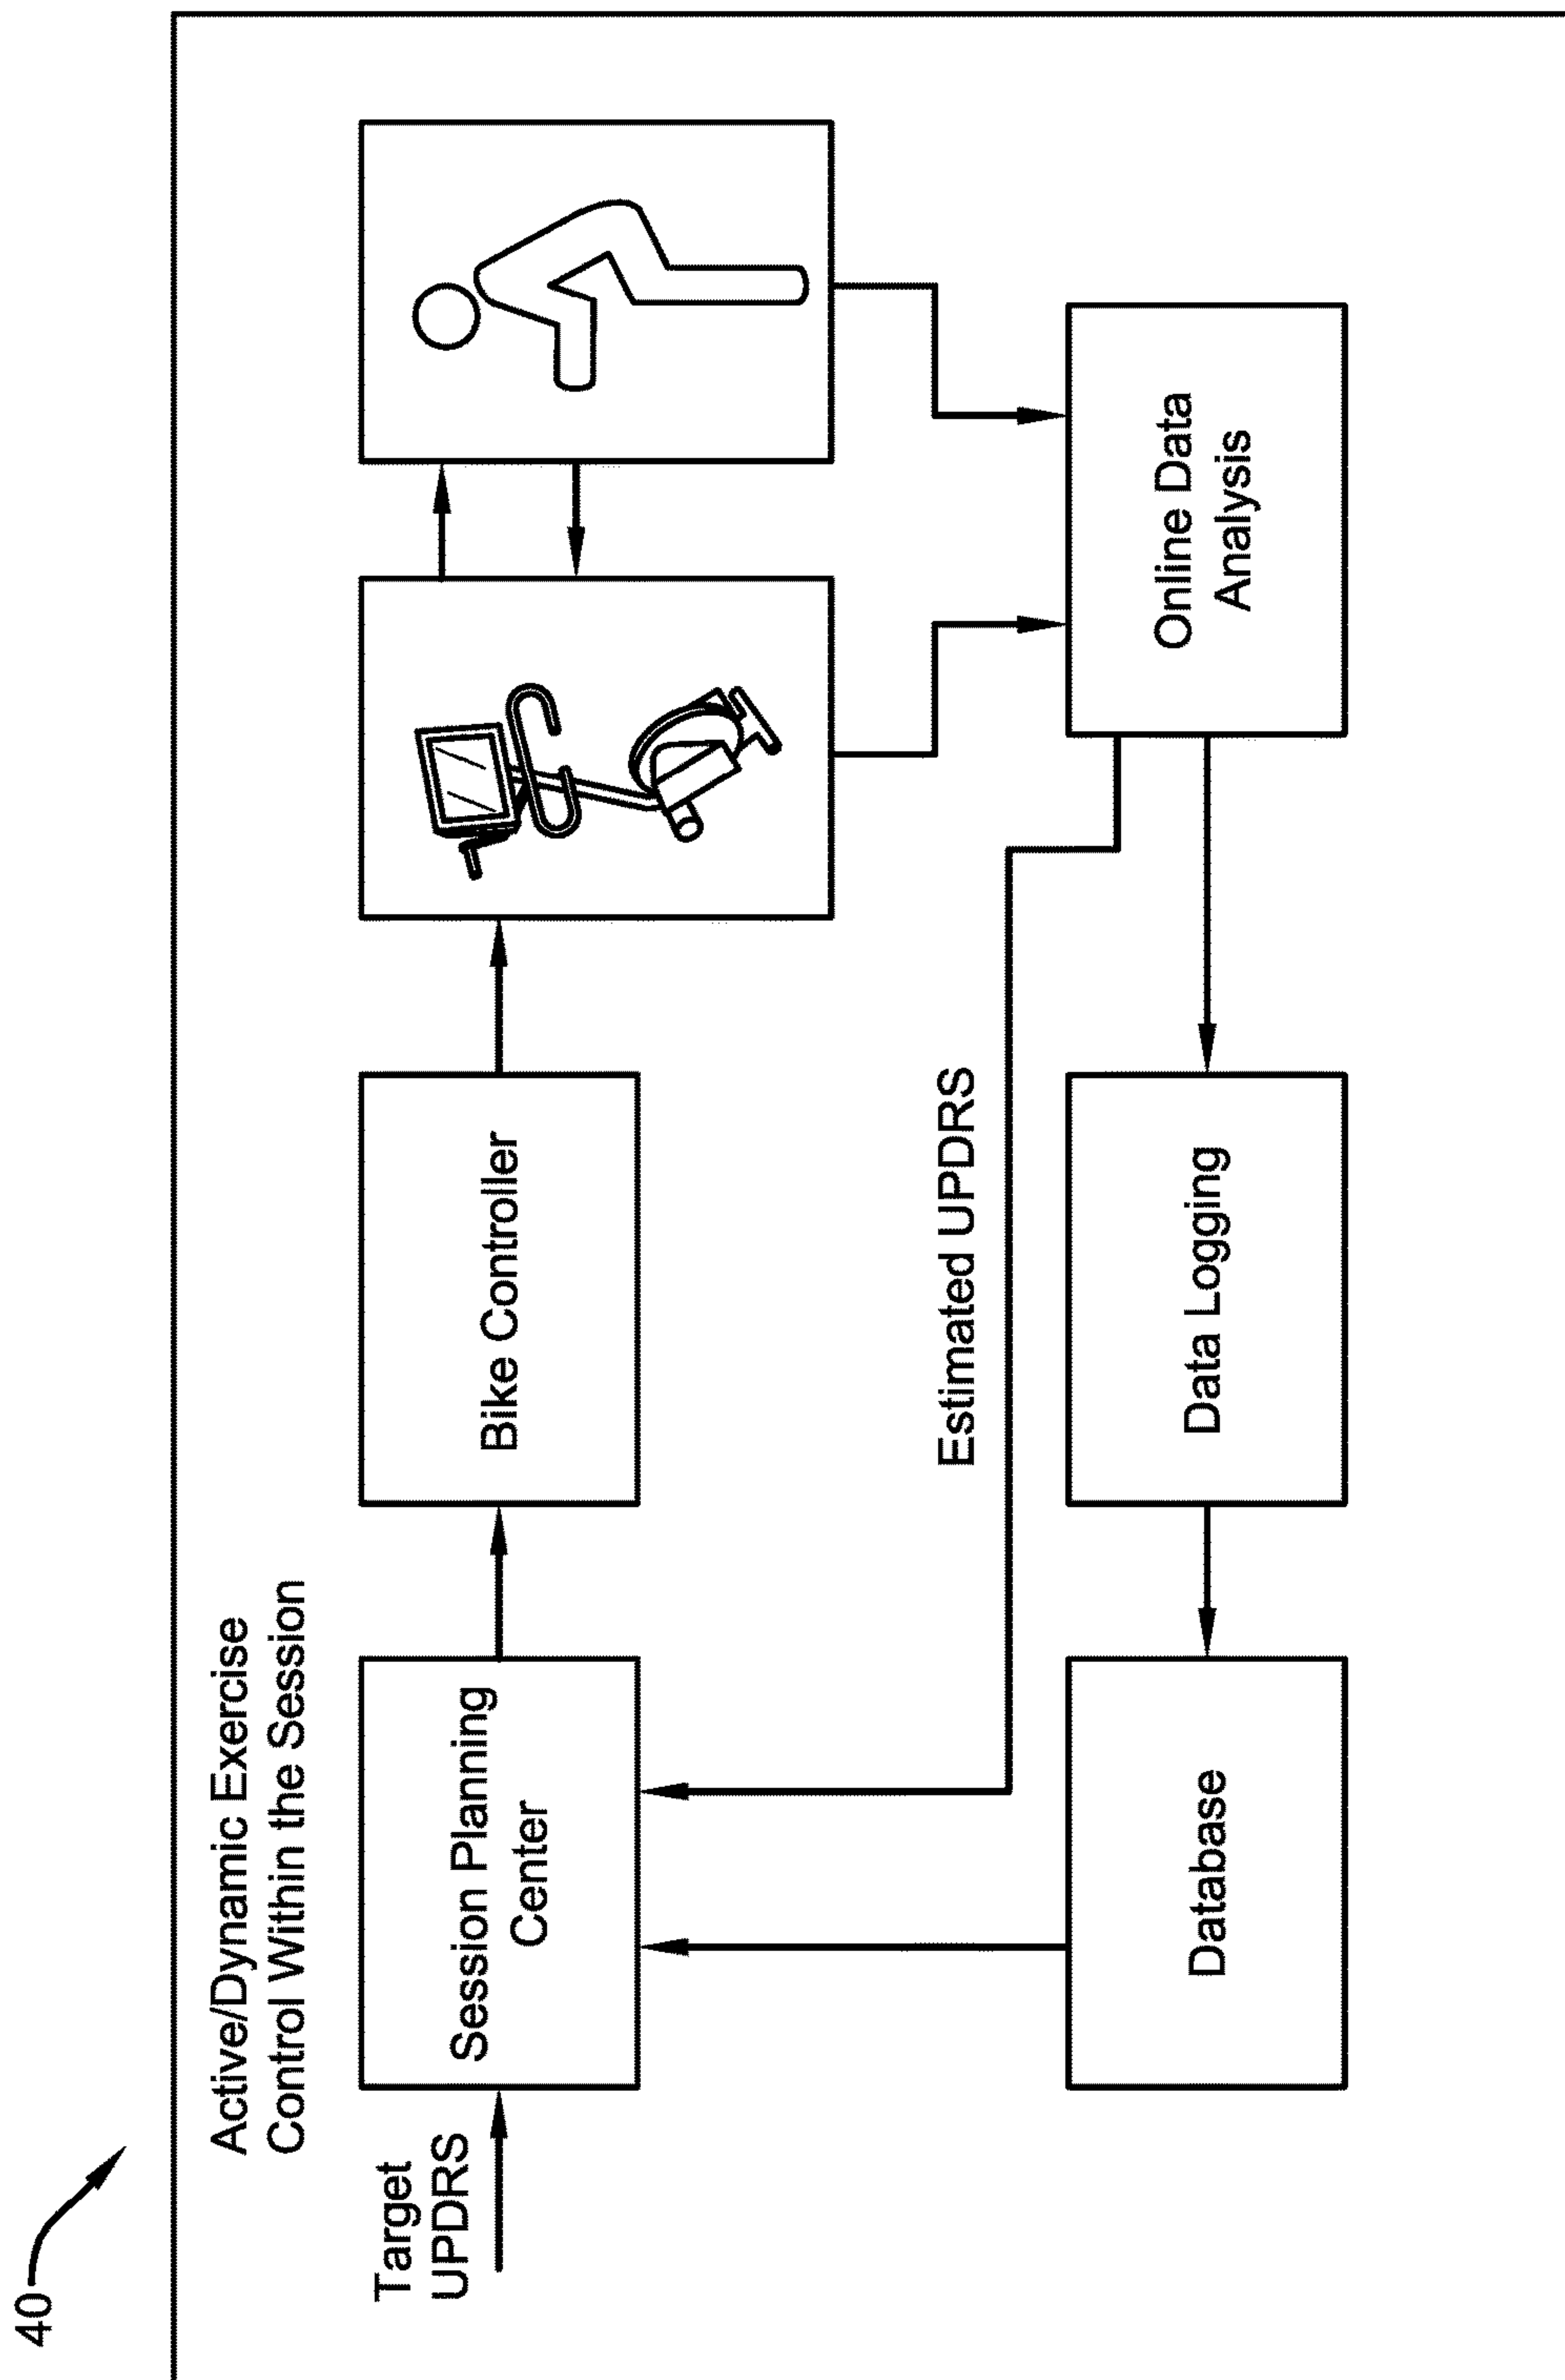 40
Active/Dynamic Exercise
Control Within the Session
Target
UPDRS
Session Planning
Center
Bike Controller
Estimated UPDRS
Database
Data Logging
Online Data
Analysis